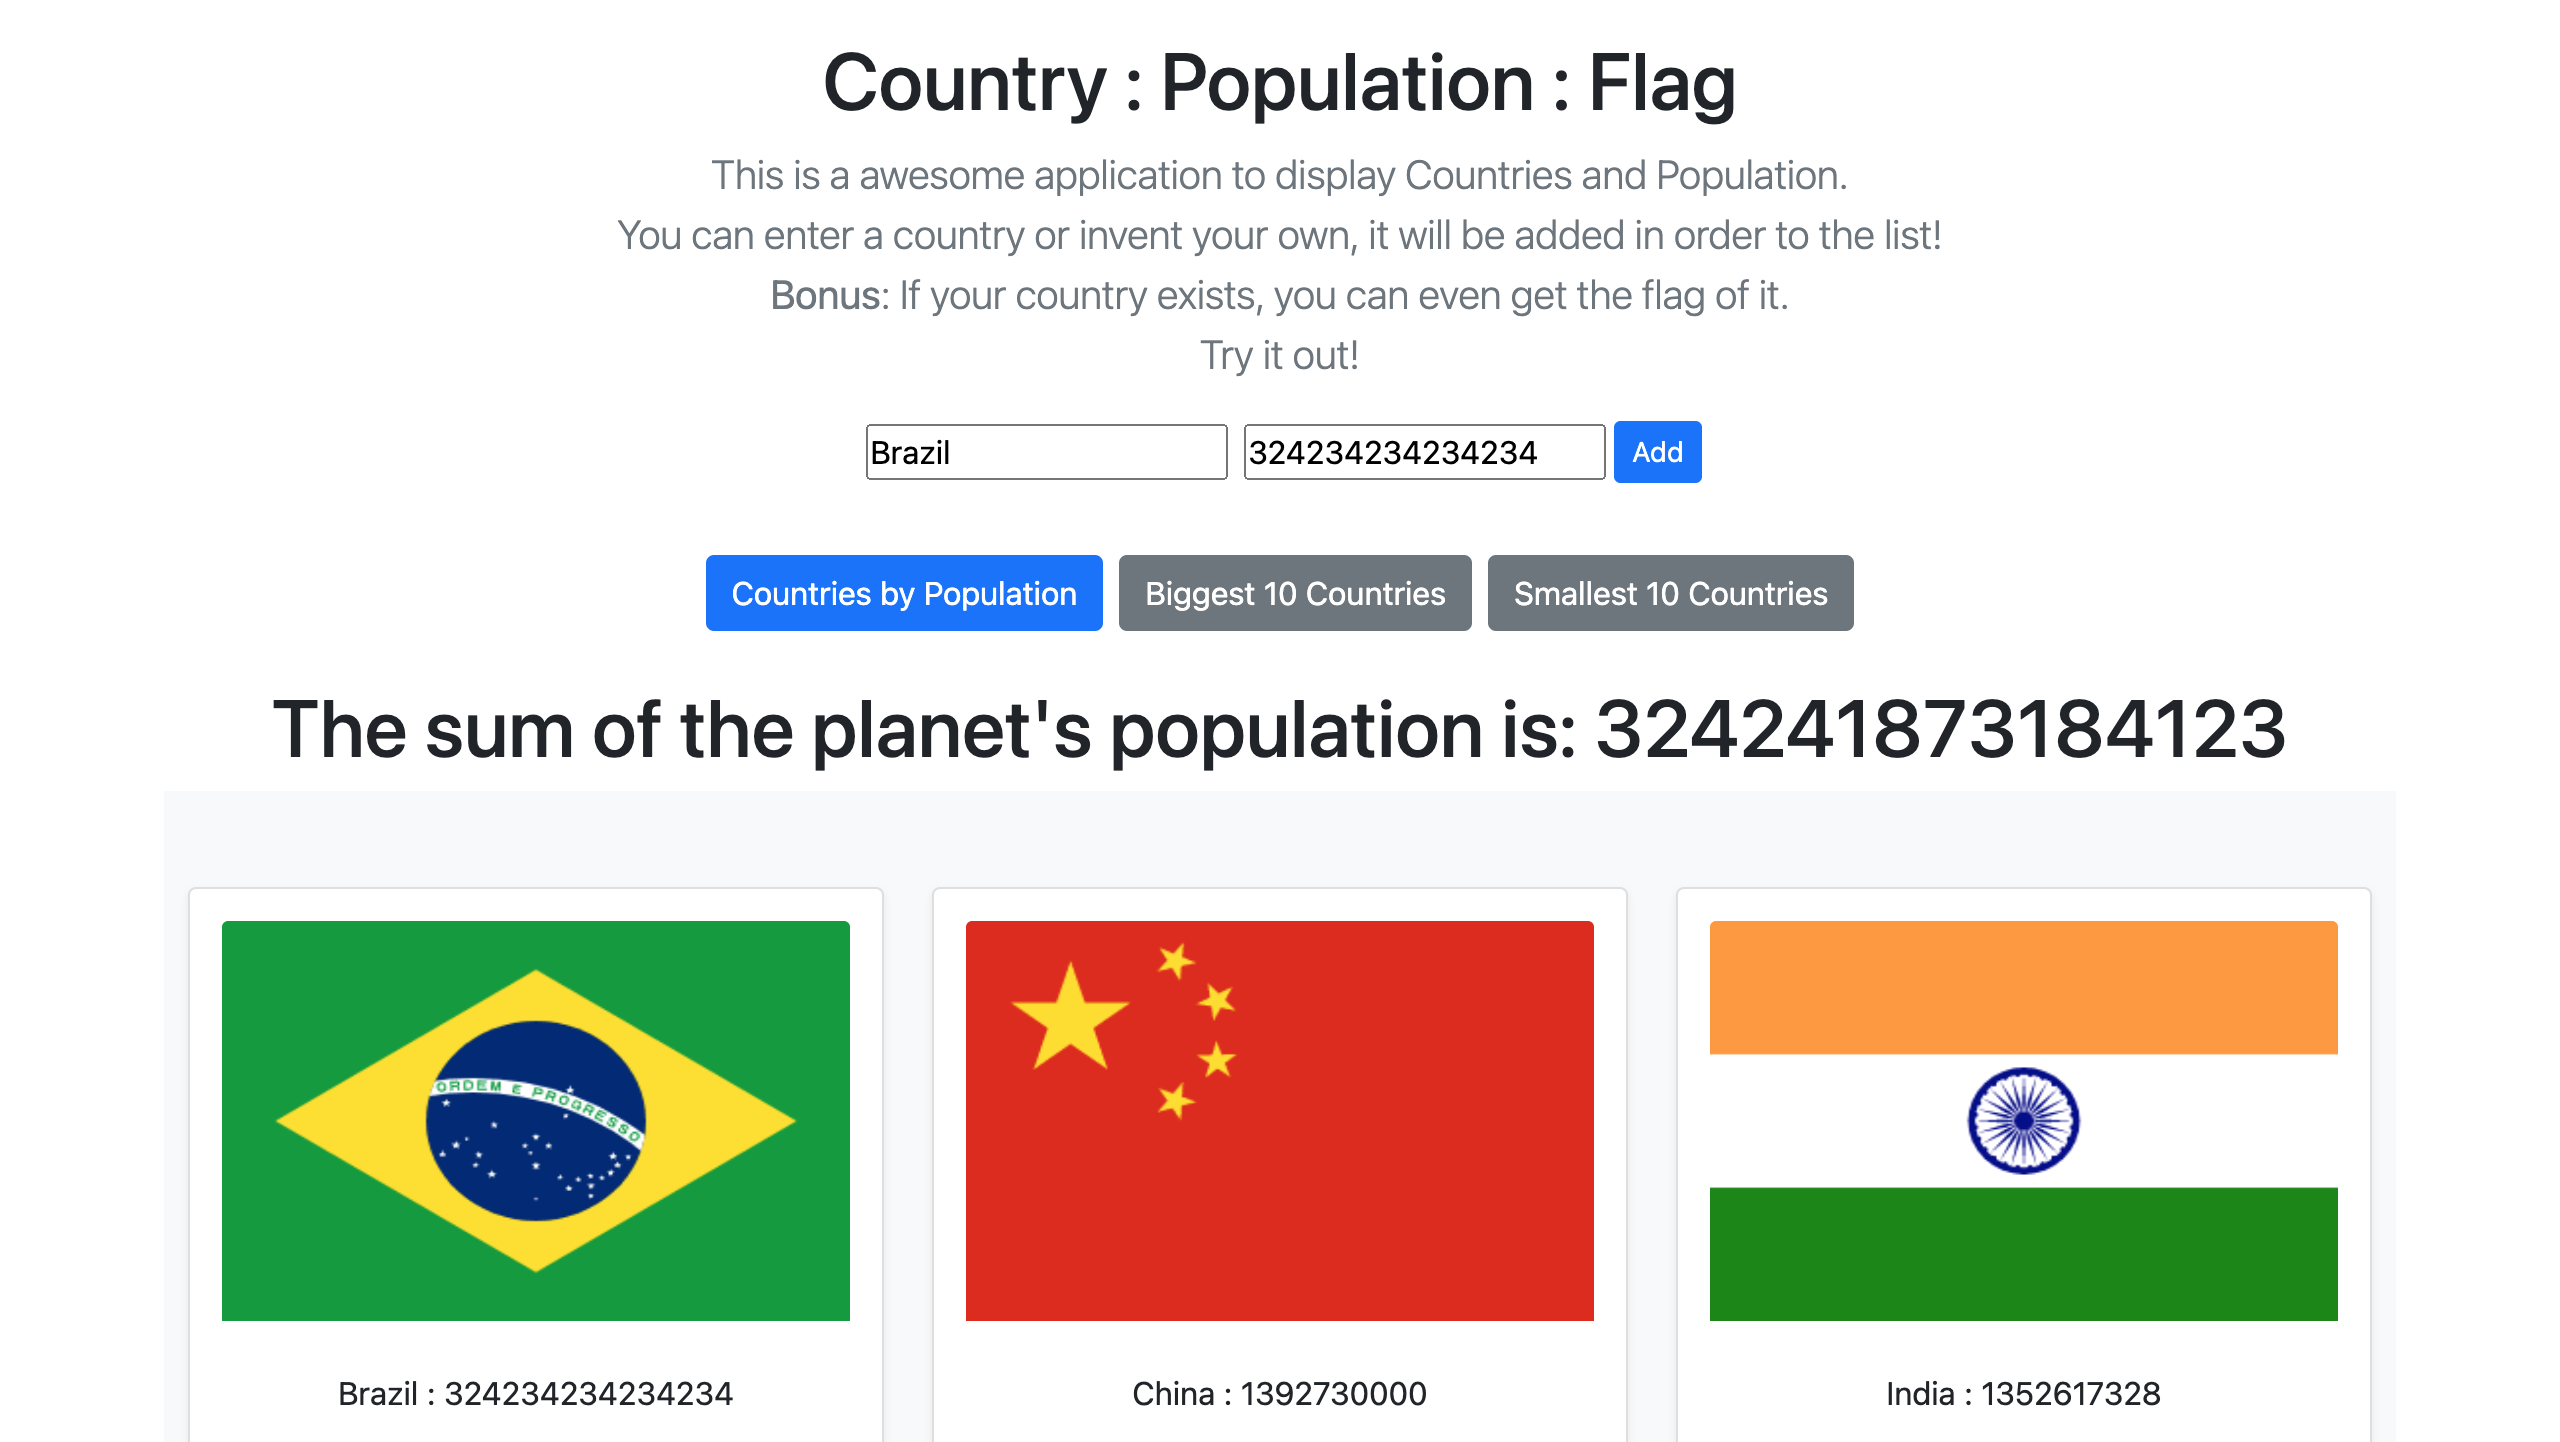 Country : Population : Flag
This is a awesome application to display Countries and Population.
You can enter a country or invent your own, it will be added in order to the list!
Bonus: If your country exists, you can even get the flag of it.
Try it out!
Brazil 324234234234234 Add
Countries by Population Biggest 10 Countries Smallest 10 Countries
The sum of the planet's population is: 324241873184123
ORDEM E PROGRESSO
Brazil : 324234234234234 China : 1392730000 India : 1352617328